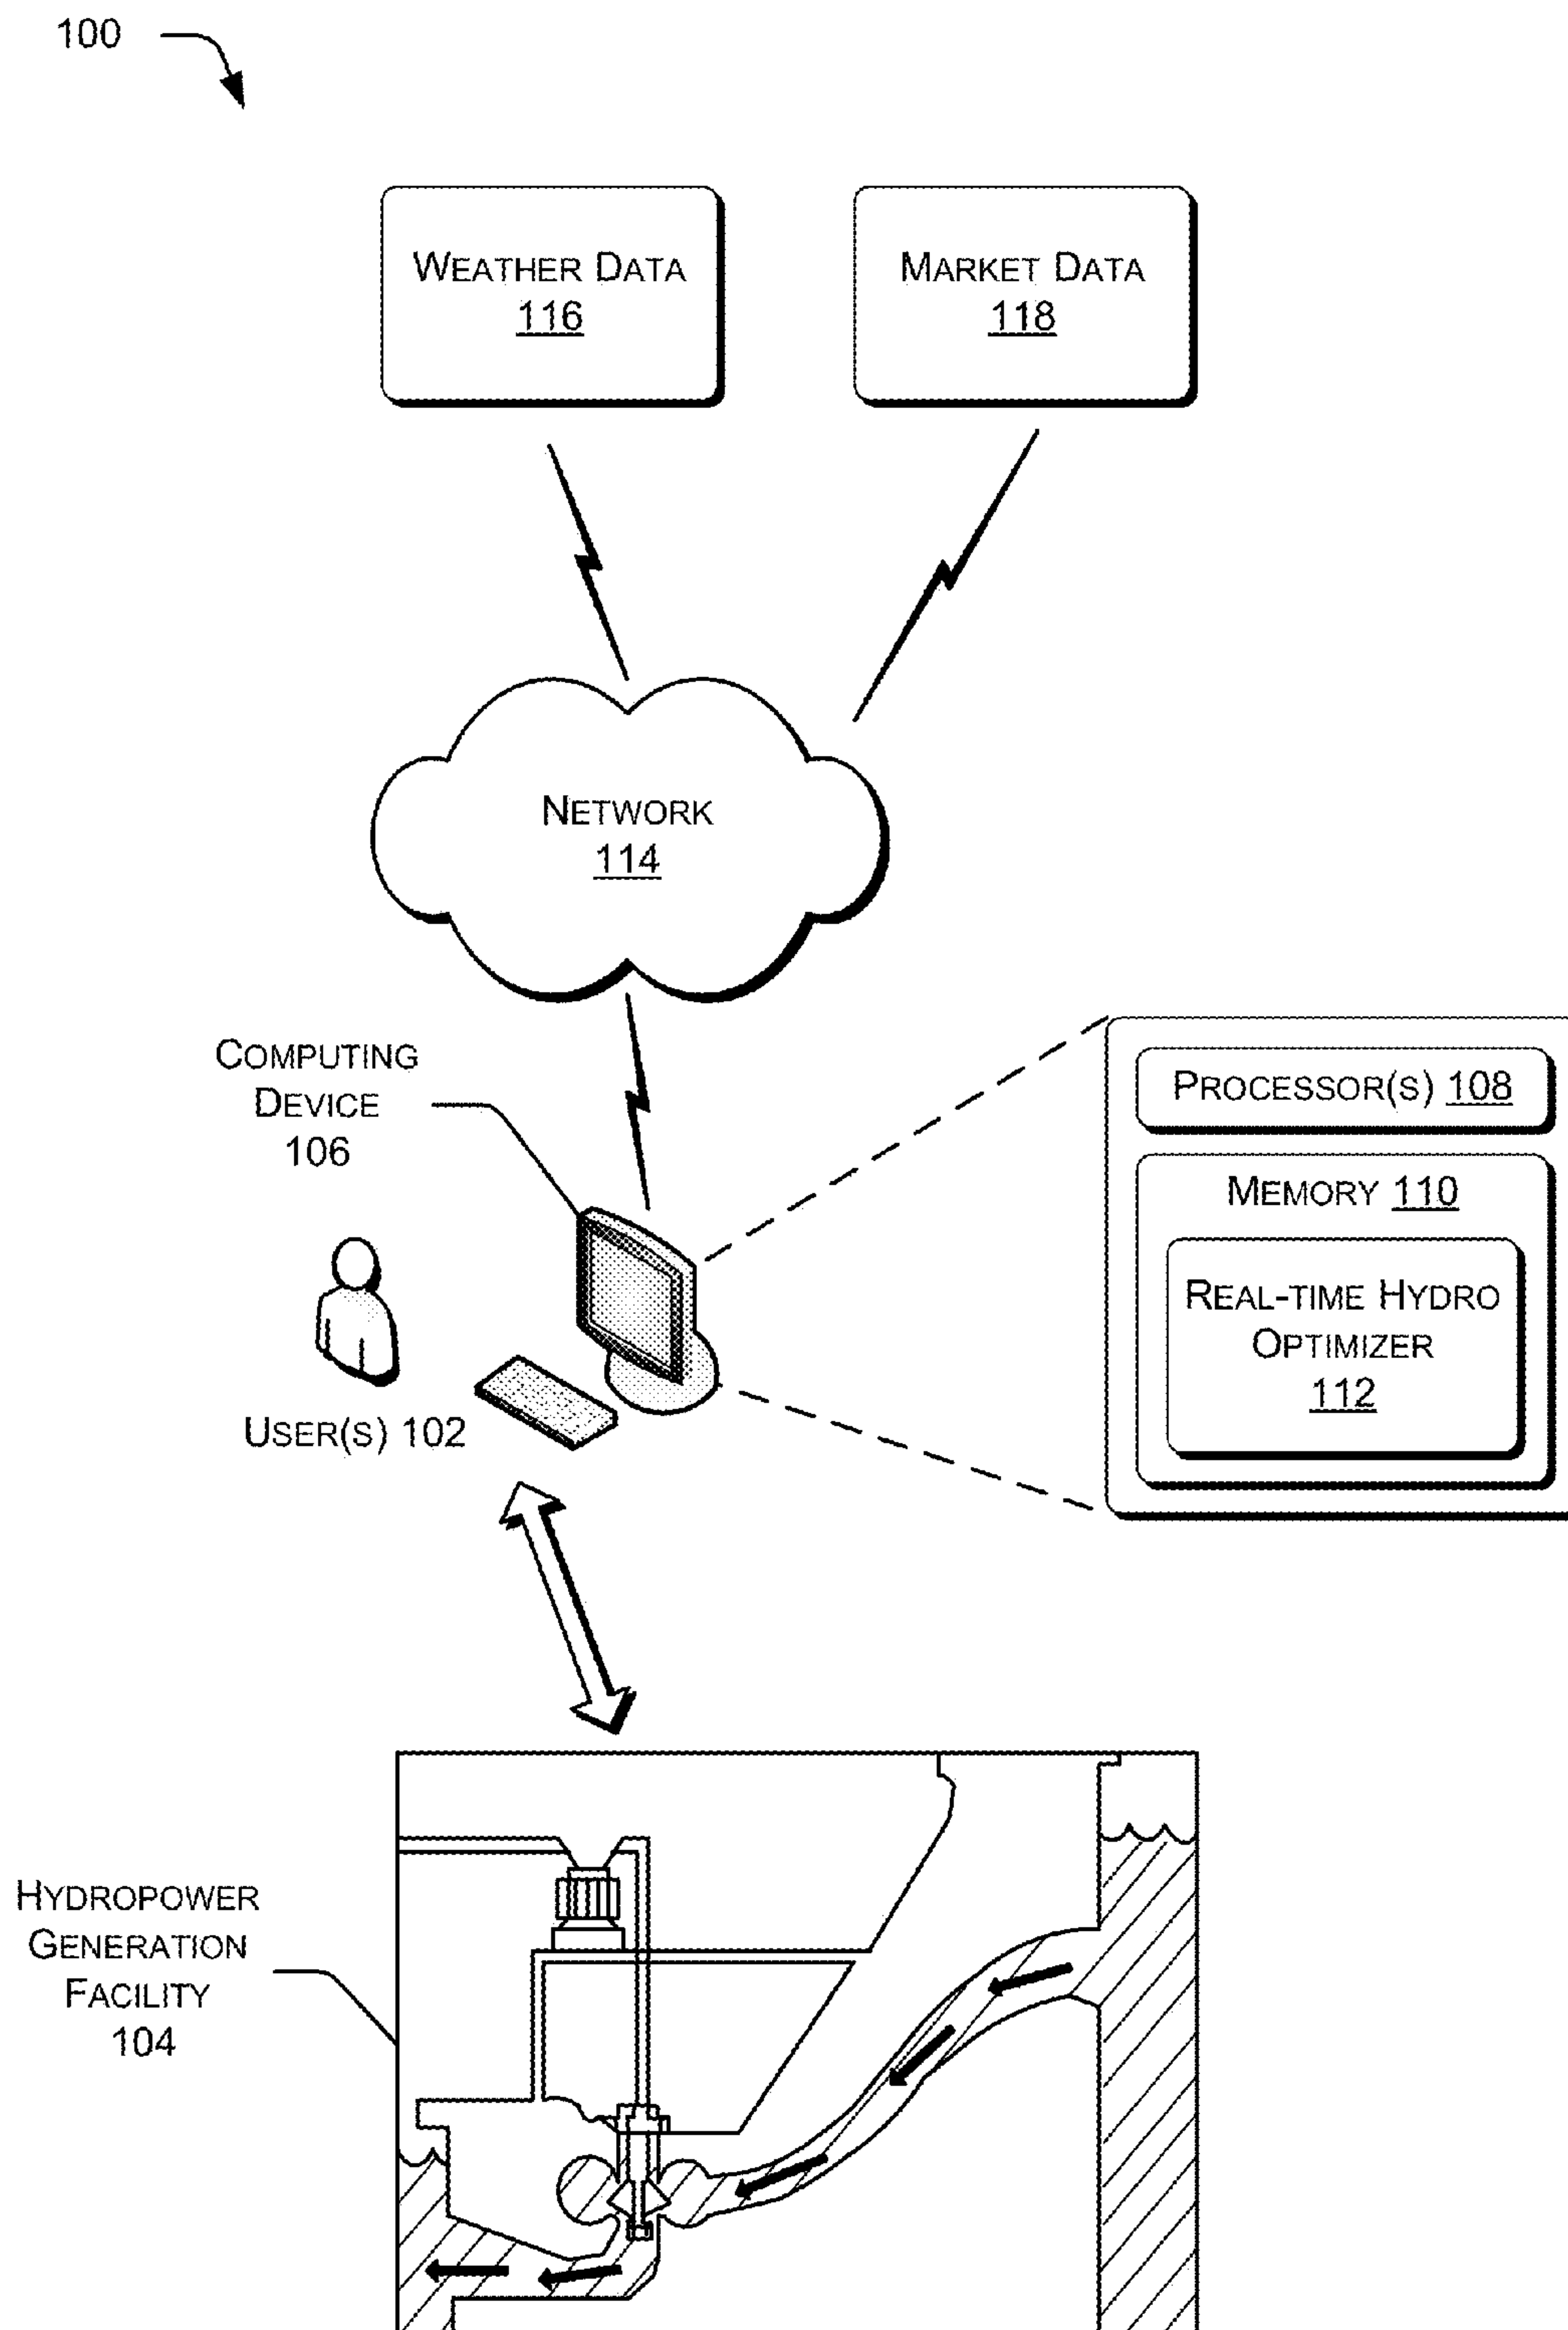 100
WEATHER DATA
116
MARKET DATA
118
NETWORK
114
COMPUTING
DEVICE
106
PROCESSOR(S) 108
MEMORY 110
REAL-TIME HYDRO
OPTIMIZER
112
USER(S) 102
HYDROPOWER
GENERATION
FACILITY
104